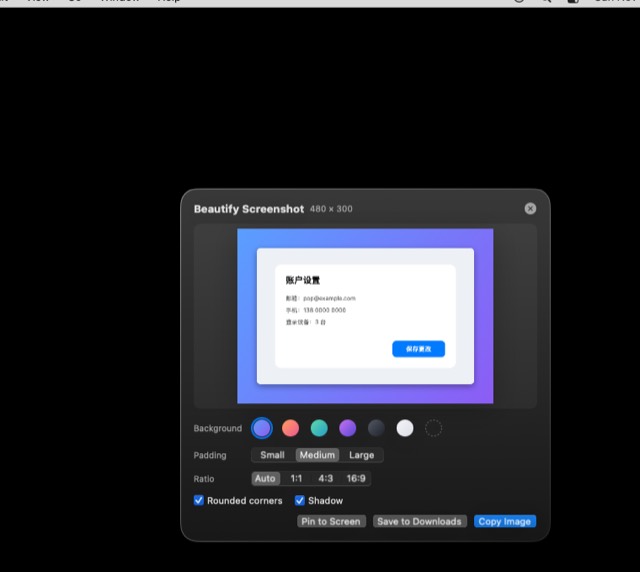 Window
Help
Beautify Screenshot 480 × 300
账户设置
邮箱: pop@example.com
手机: 138 0000 0000
登录设备: 3 台
保存更改
Background
Padding Small Medium Large
Ratio Auto 1:1 4:3 16:9
Rounded corners Shadow
Pin to Screen Save to Downloads Copy Image